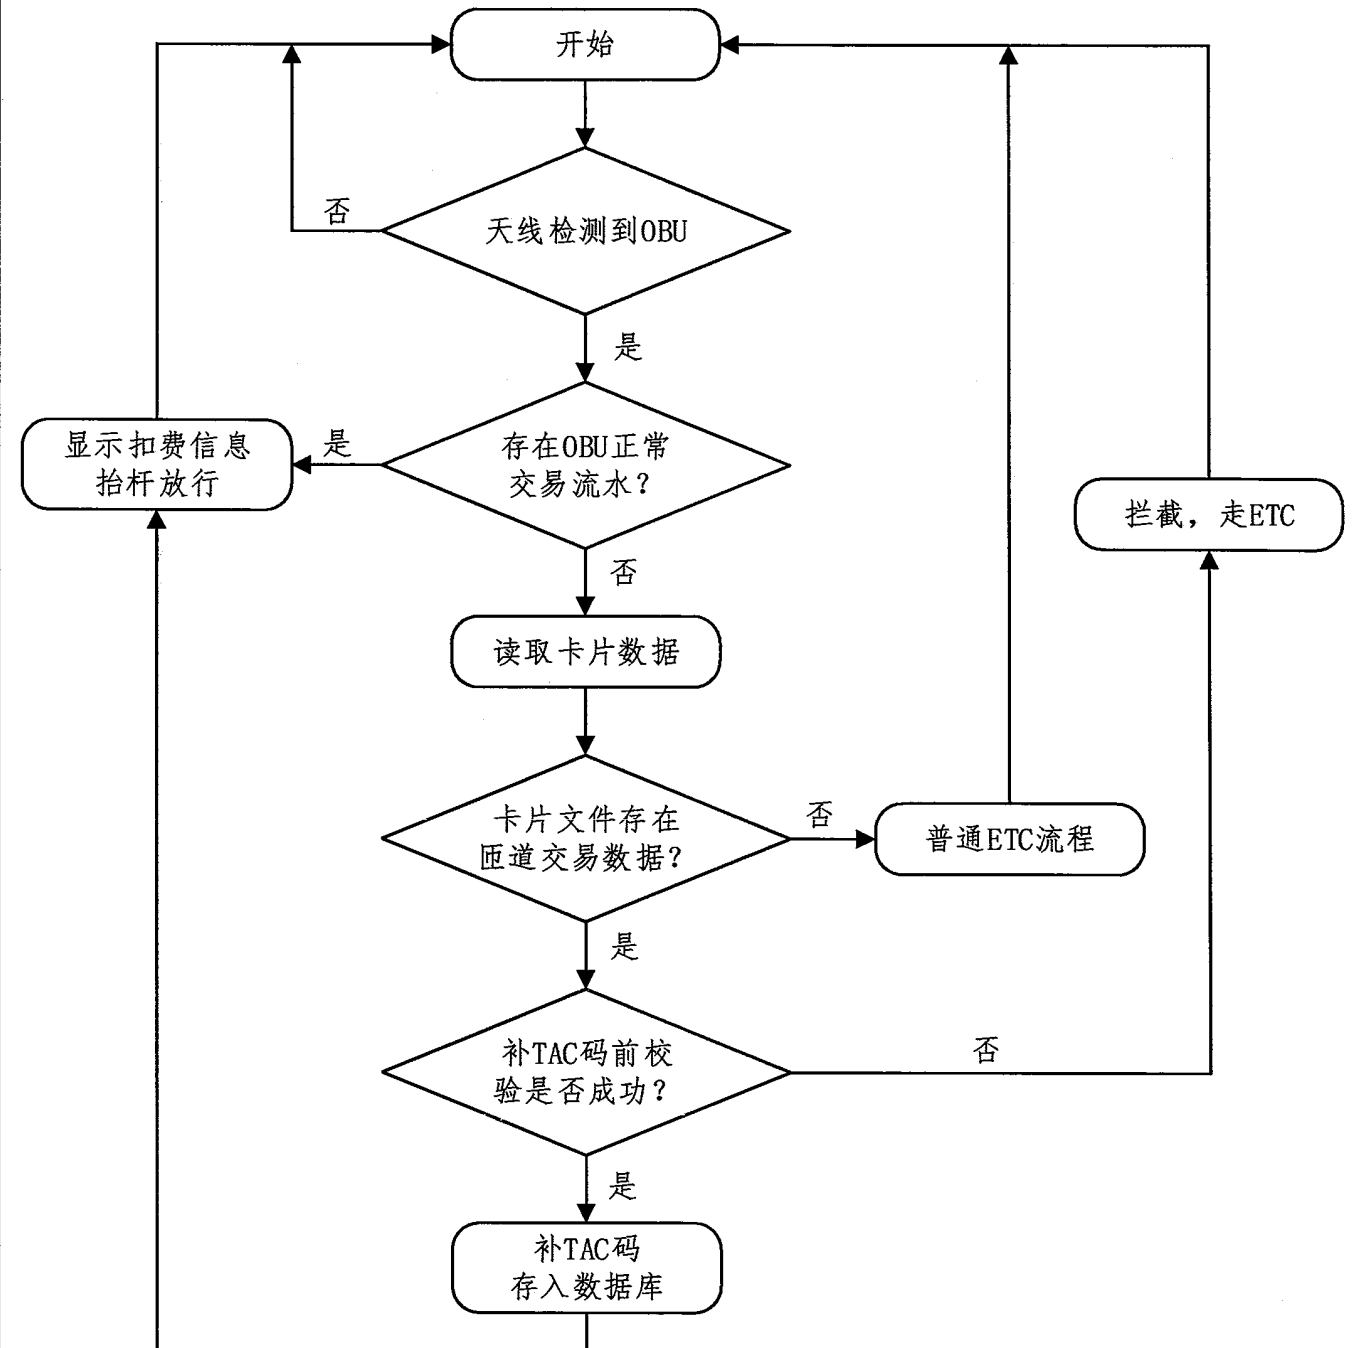 开始
天线检测到OBU
否
是
存在OBU正常
交易流水？
是
显示扣费信息
抬杆放行
否
拦截，走ETC
读取卡片数据
卡片文件存在
匝道交易数据？
否
普通ETC流程
是
补TAC码前校
验是否成功？
否
是
补TAC码
存入数据库